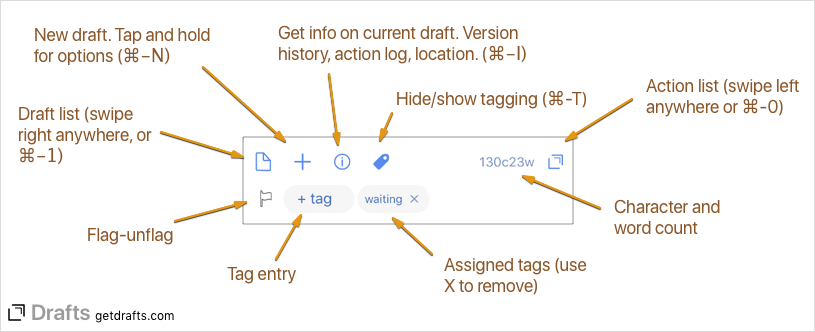 New draft. Tap and hold
for options (⌘–N)
Get info on current draft. Version
history, action log, location. (⌘–I)
Hide/show tagging (⌘-T)
Action list (swipe left
anywhere or ⌘-0)
Draft list (swipe
right anywhere, or
⌘–1)
130c23w
+ tag
waiting ×
Flag-unflag
Tag entry
Assigned tags (use
X to remove)
Character and
word count
Drafts getdrafts.com